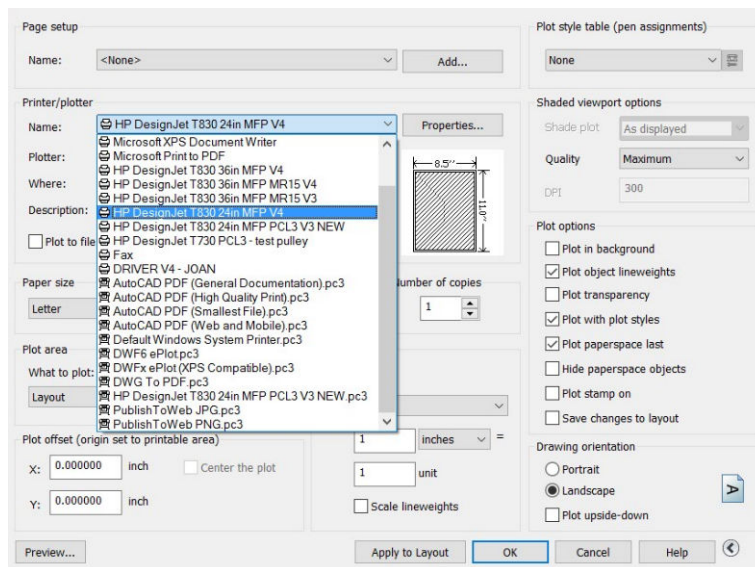 Page setup
Name:
<None>
Add...
Printer/plotter
Name:
HP DesignJet T830 24in MFP V4
Properties...
Plotter:
Where:
Description:
Plot to file
Microsoft XPS Document Writer
Microsoft Print to PDF
HP DesignJet T830 36in MFP V4
HP DesignJet T830 36in MFP MR15 V4
HP DesignJet T830 36in MFP MR15 V3
HP DesignJet T830 24in MFP V4
HP DesignJet T830 24in MFP PCL3 V3 NEW
HP DesignJet T730 PCL3 - test pulley
Fax
DRIVER V4 - JOAN
AutoCAD PDF (General Documentation).pc3
AutoCAD PDF (High Quality Print).pc3
AutoCAD PDF (Smallest File).pc3
AutoCAD PDF (Web and Mobile).pc3
Default Windows System Printer.pc3
DWF6 ePlot.pc3
DWFx ePlot (XPS Compatible).pc3
DWG To PDF.pc3
HP DesignJet T830 24in MFP PCL3 V3 NEW.pc3
PublishToWeb JPG.pc3
PublishToWeb PNG.pc3
8.5''
11.0''
Paper size
Letter
Number of copies
1
Plot area
What to plot:
Layout
Plot offset (origin set to printable area)
X:
0.000000
inch
Center the plot
Y:
0.000000
inch
1
inches
=
1
unit
Scale lineweights
Plot style table (pen assignments)
None
Shaded viewport options
Shade plot
As displayed
Quality
Maximum
DPI
300
Plot options
Plot in background
Plot object lineweights
Plot transparency
Plot with plot styles
Plot paperspace last
Hide paperspace objects
Plot stamp on
Save changes to layout
Drawing orientation
Portrait
Landscape
Plot upside-down
A
Preview...
Apply to Layout
OK
Cancel
Help